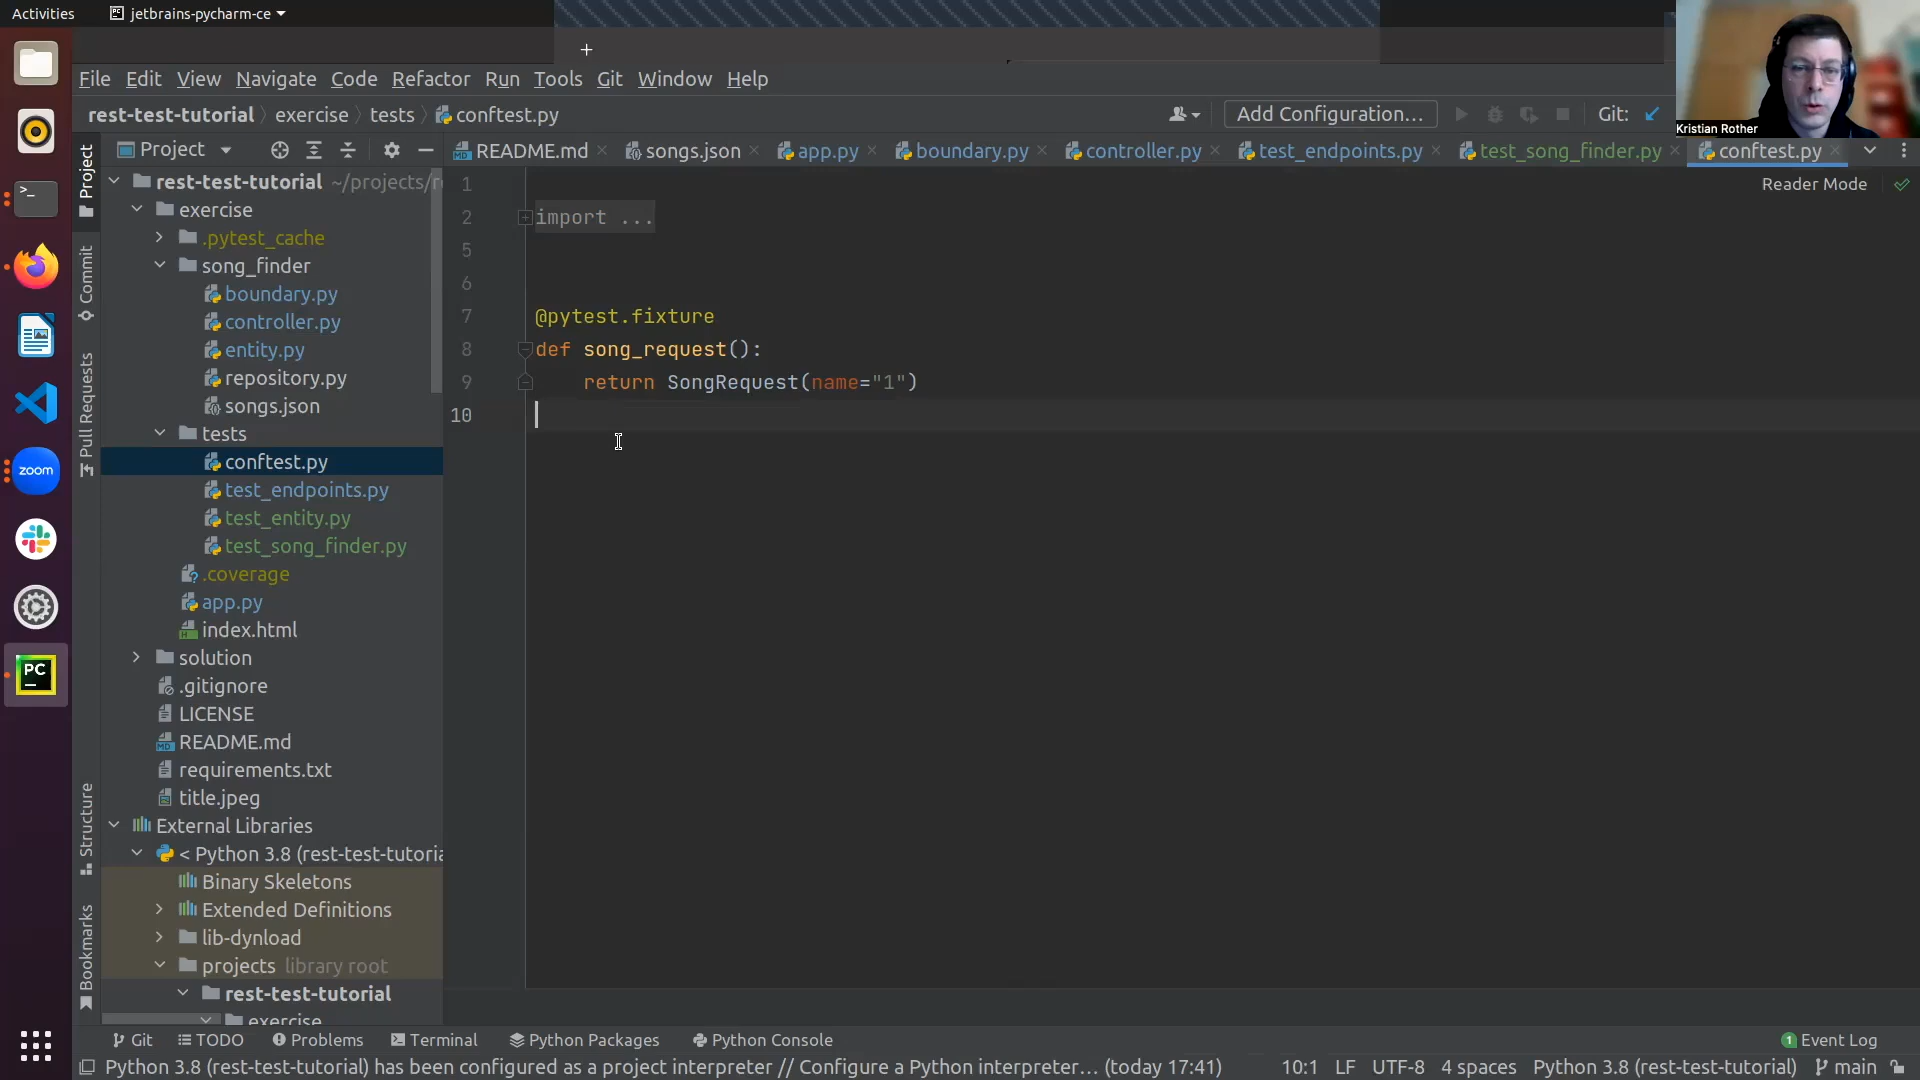 Activities
jetbrains-pycharm-ce
+
File Edit View Navigate Code Refactor Run Tools Git Window Help
rest-test-tutorial exercise tests conftest.py
Add Configuration...
Git:
Kristian Rother
Project
README.md
songs.json
app.py
boundary.py
controller.py
test_endpoints.py
test_song_finder.py
conftest.py
Reader Mode
Project
Commit
Pull Requests
Structure
Bookmarks
rest-test-tutorial ~/projects/r
exercise
.pytest_cache
song_finder
boundary.py
controller.py
entity.py
repository.py
songs.json
tests
conftest.py
test_endpoints.py
test_entity.py
test_song_finder.py
.coverage
app.py
index.html
solution
.gitignore
LICENSE
README.md
requirements.txt
title.jpeg
External Libraries
< Python 3.8 (rest-test-tutoria
Binary Skeletons
Extended Definitions
lib-dynload
projects library root
rest-test-tutorial
exercise
1
2 import ...
5
6
7 @pytest.fixture
8 def song_request():
9 return SongRequest(name="1")
10
zoom
PC
Git
TODO
Problems
Terminal
Python Packages
Python Console
1 Event Log
Python 3.8 (rest-test-tutorial) has been configured as a project interpreter // Configure a Python interpreter... (today 17:41)
10:1 LF UTF-8 4 spaces Python 3.8 (rest-test-tutorial) main